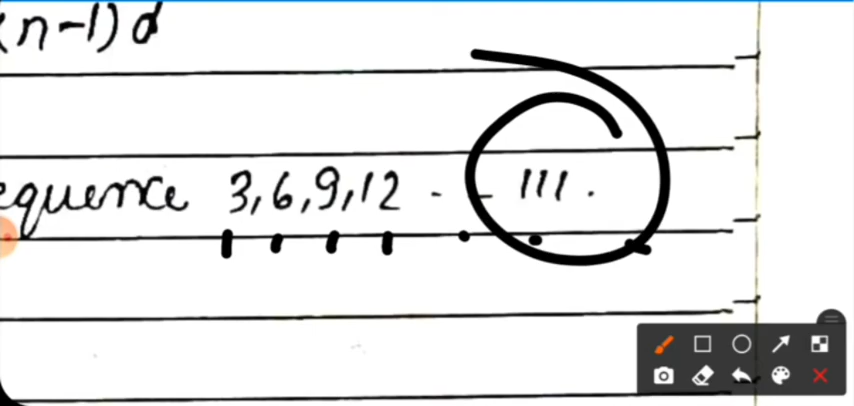 (n-1)d
equence 3,6,9,12 - - 111.